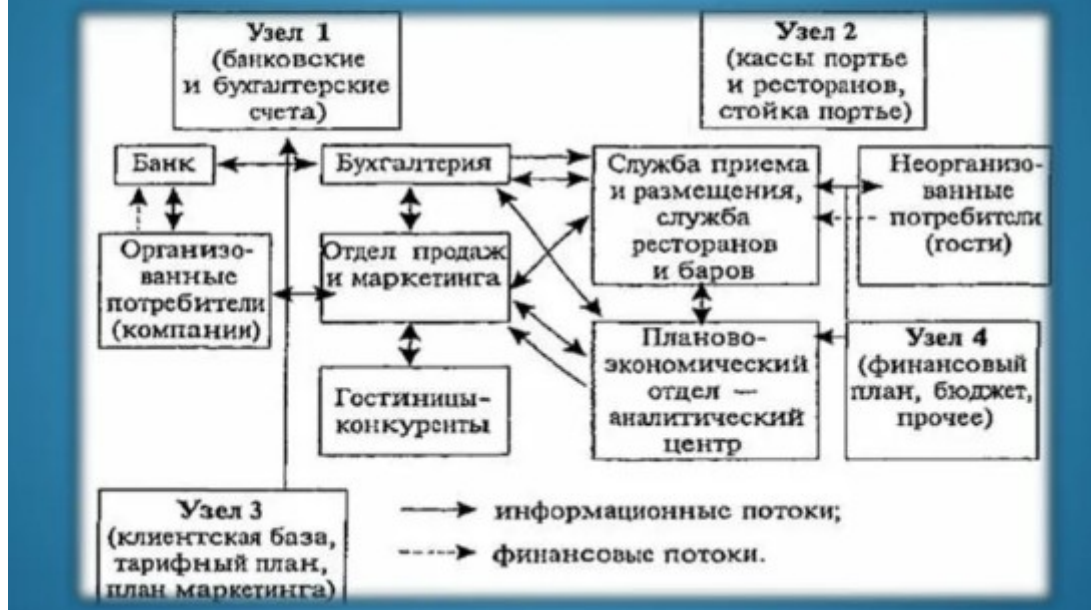 Узел 1
(банковские
и бухгалтерские
счета)
Узел 2
(кассы портье
и ресторанов,
стойка портье)
Банк
Бухгалтерия
Служба приема
и размещения,
служба
ресторанов
и баров
Неорганизо-
ванные
потребители
(гости)
Организо-
ванные
потребители
(компании)
Отдел продаж
и маркетинга
Гостиницы-
конкуренты
Планово-
экономический
отдел —
аналитический
центр
Узел 4
(финансовый
план, бюджет,
прочее)
Узел 3
(клиентская база,
тарифный план,
план маркетинга)
информационные потоки;
финансовые потоки.